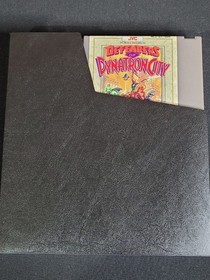 JVC
DEFENDERS
OF
DYNATRON CITY